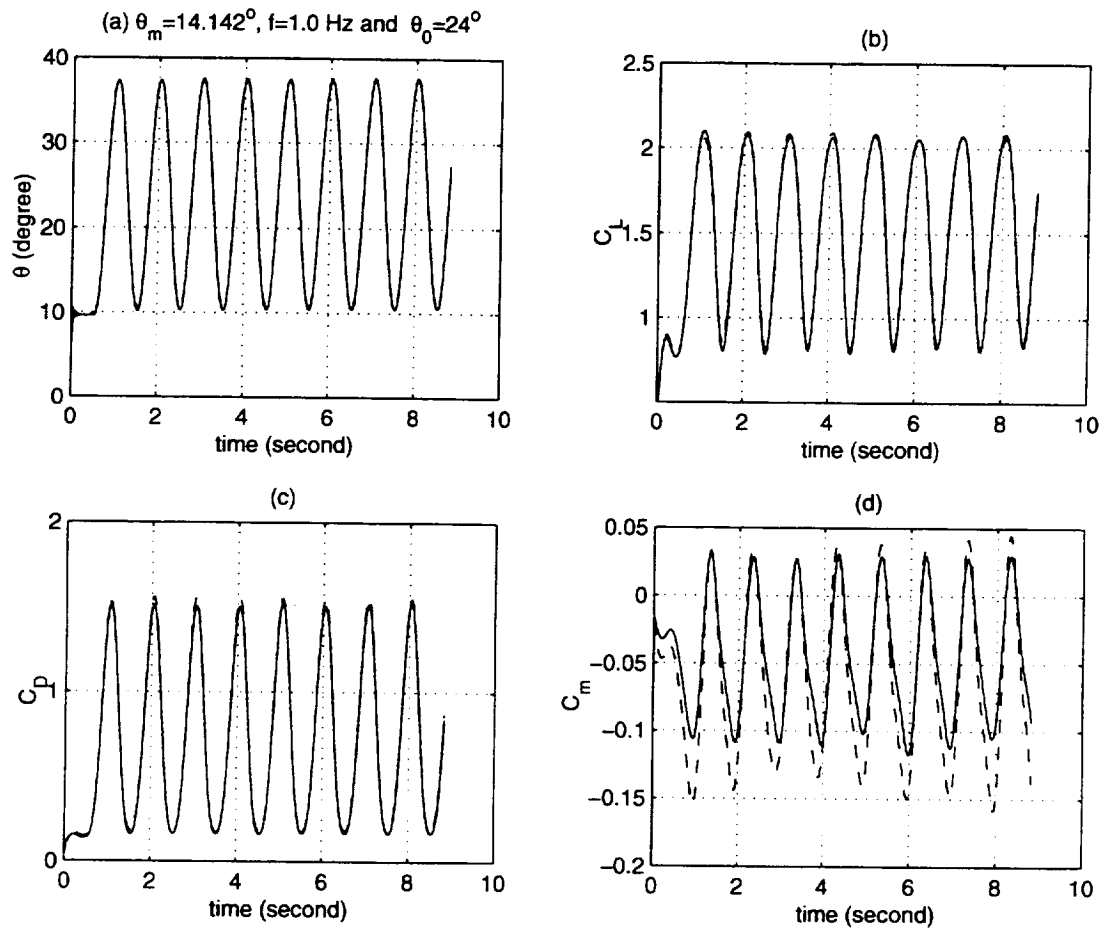 (a) θm=14.142°, f=1.0 Hz and θ0=24°
40
30
20
10
0
θ (degree)
0 2 4 6 8 10
time (second)
(b)
2.5
2
1.5
1
CL
0 2 4 6 8 10
time (second)
(c)
2
1
0
CD
0 2 4 6 8 10
time (second)
(d)
0.05
0
−0.05
−0.1
−0.15
−0.2
Cm
0 2 4 6 8 10
time (second)